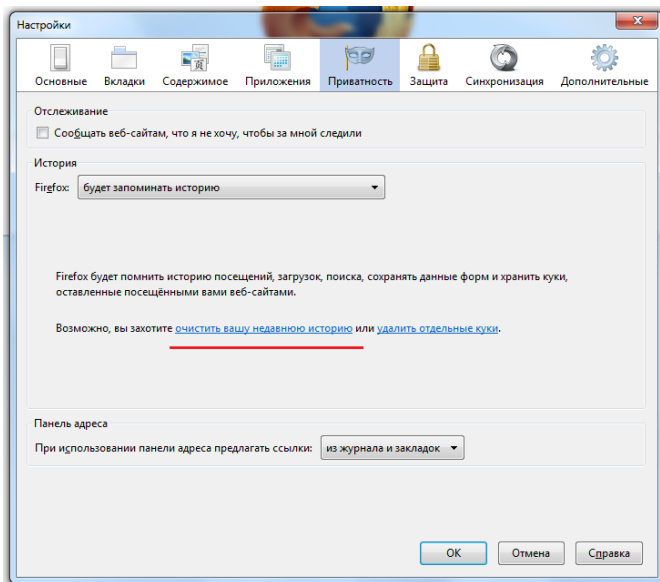 Настройки
Основные Вкладки Содержимое Приложения Приватность Защита Синхронизация Дополнительные
Отслеживание
Сообщать веб-сайтам, что я не хочу, чтобы за мной следили
История
Firefox: будет запоминать историю
Firefox будет помнить историю посещений, загрузок, поиска, сохранять данные форм и хранить куки,
оставленные посещёнными вами веб-сайтами.
Возможно, вы захотите очистить вашу недавнюю историю или удалить отдельные куки.
Панель адреса
При использовании панели адреса предлагать ссылки: из журнала и закладок
OK Отмена Справка